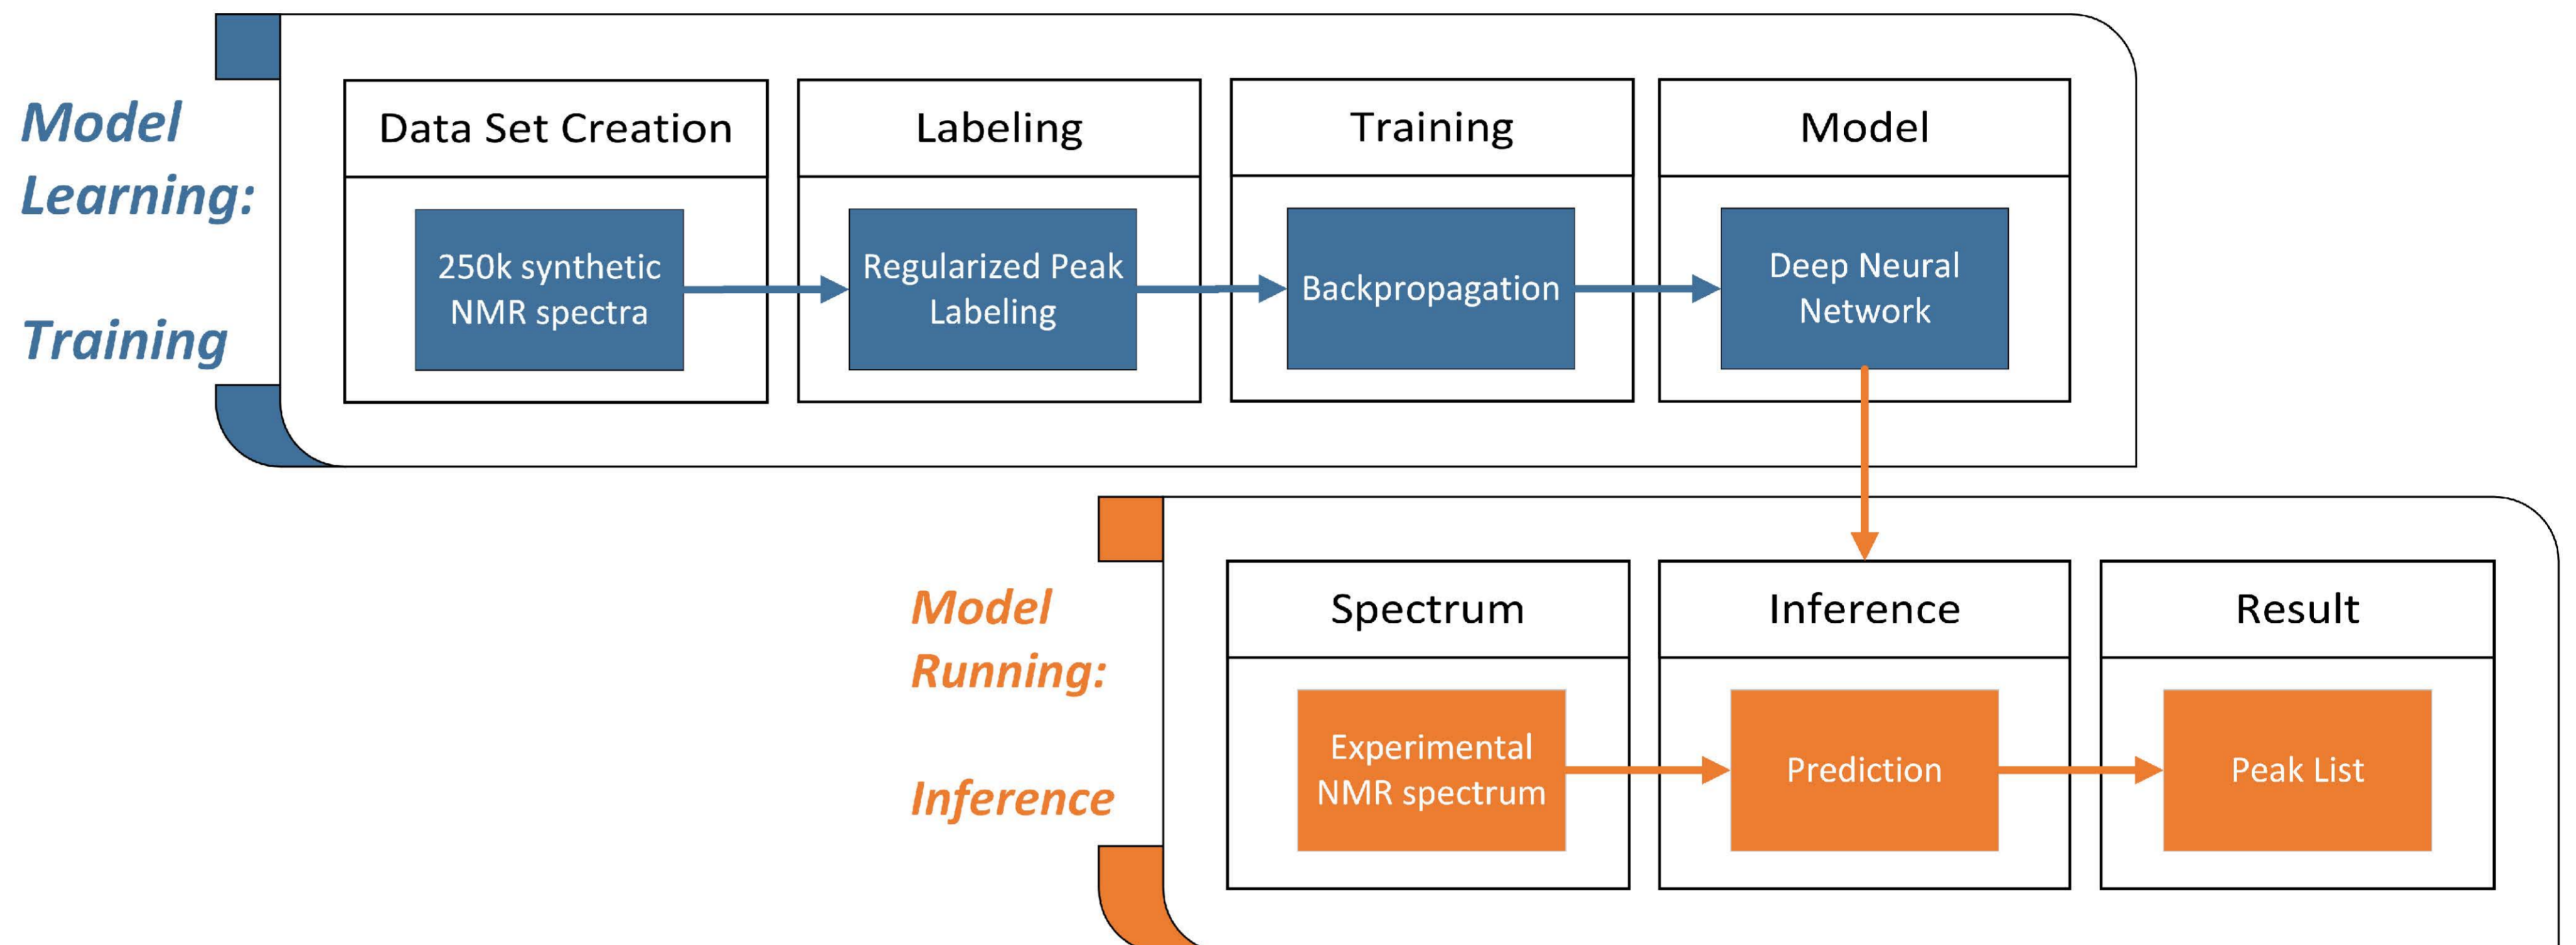 Model
Learning:
Training
Data Set Creation
Labeling
Training
Model
250k synthetic
NMR spectra
Regularized Peak
Labeling
Backpropagation
Deep Neural
Network
Model
Running:
Inference
Spectrum
Inference
Result
Experimental
NMR spectrum
Prediction
Peak List